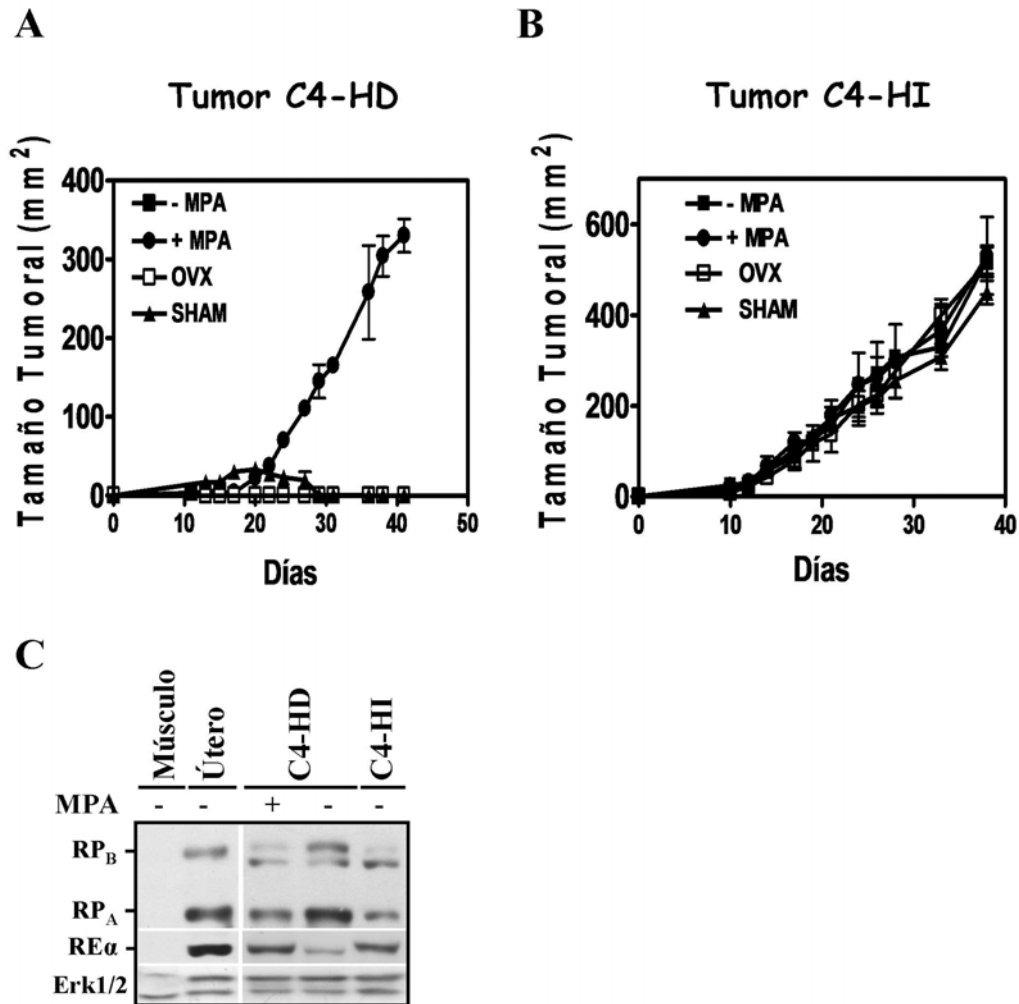 A
Tumor C4-HD
Tamaño Tumoral (mm²)
400
300
200
100
0
- MPA
+ MPA
OVX
SHAM
0 10 20 30 40 50
Días
B
Tumor C4-HI
Tamaño Tumoral (mm²)
600
400
200
0
- MPA
+ MPA
OVX
SHAM
0 10 20 30 40
Días
C
Músculo
Útero
C4-HD
C4-HI
MPA - - + - -
RPB
RPA
REα
Erk1/2